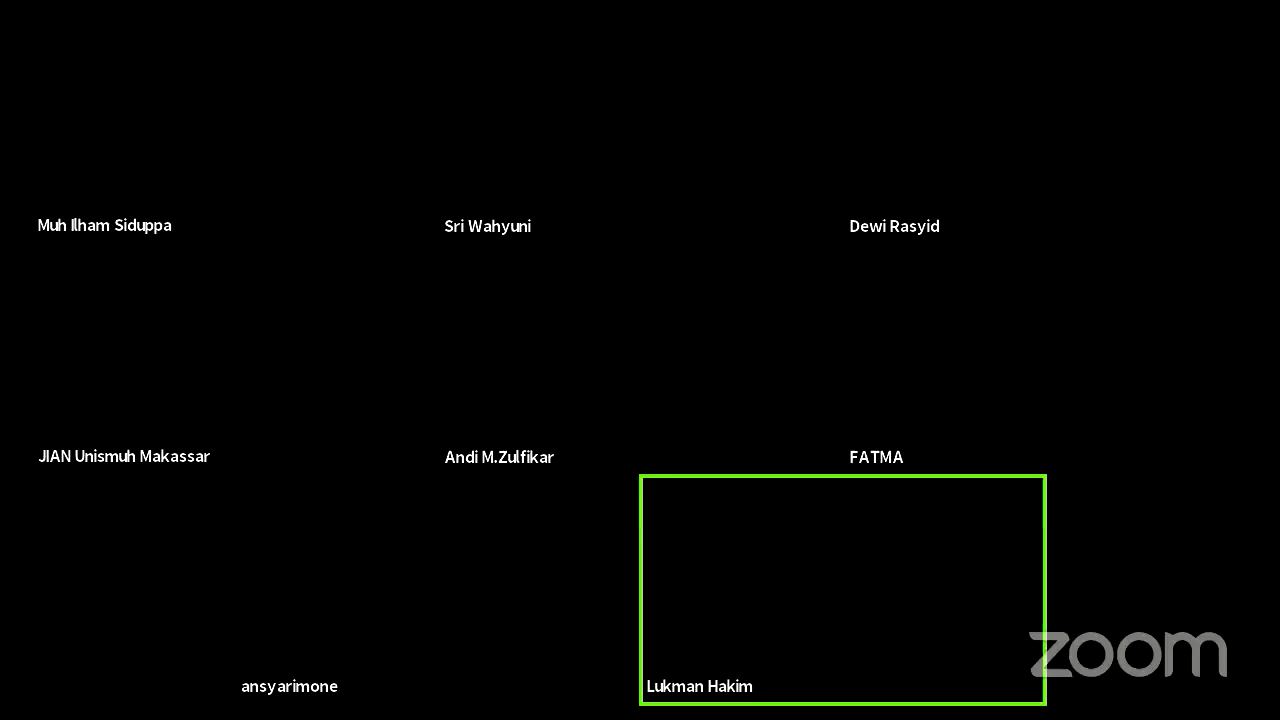 Muh Ilham Siduppa
Sri Wahyuni
Dewi Rasyid
JIAN Unismuh Makassar
Andi M.Zulfikar
FATMA
ansyarimone
Lukman Hakim
zoom